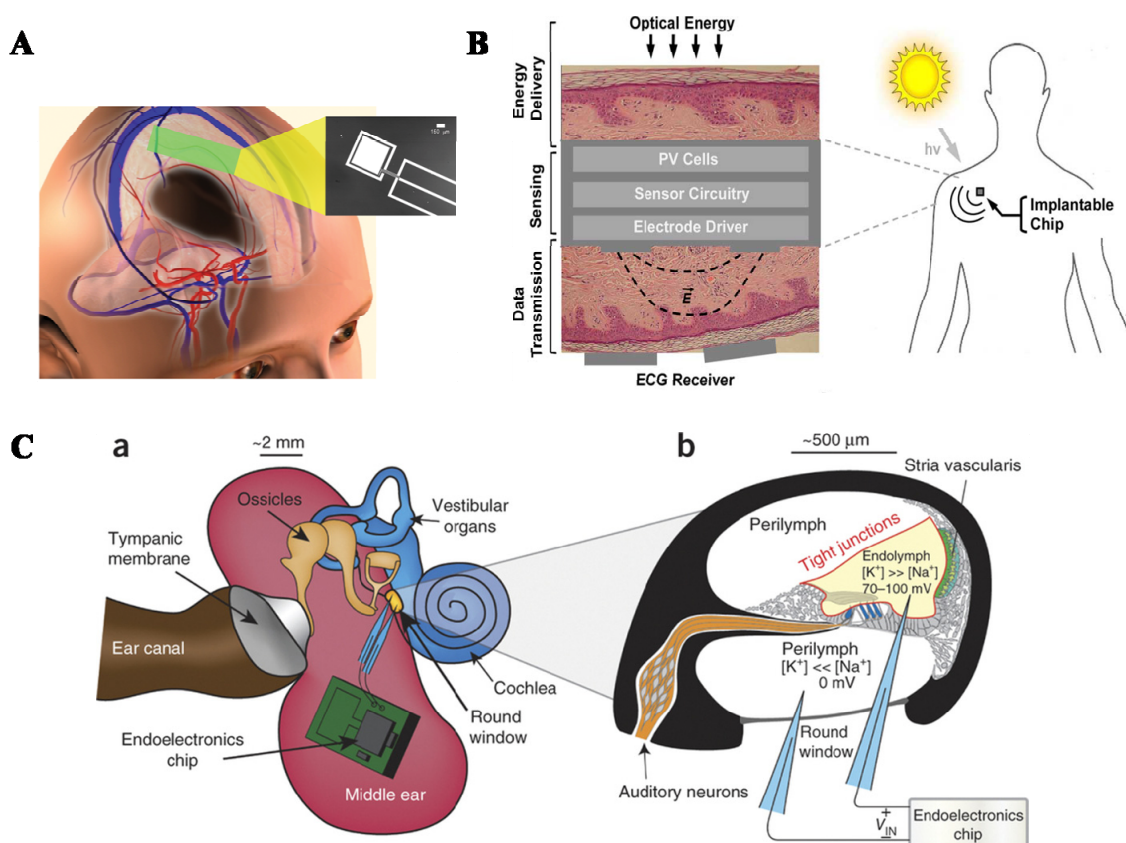 A
150 µm
B
Optical Energy
Energy
Delivery
Sensing
Data
Transmission
PV Cells
Sensor Circuitry
Electrode Driver
E
ECG Receiver
hν
Implantable
Chip
C
a
~2 mm
Ossicles
Vestibular
organs
Tympanic
membrane
Ear canal
Cochlea
Round
window
Endoelectronics
chip
Middle ear
b
~500 µm
Stria vascularis
Perilymph
Tight junctions
Endolymph
[K⁺] >> [Na⁺]
70–100 mV
Perilymph
[K⁺] << [Na⁺]
0 mV
Round
window
Auditory neurons
+
V_IN
−
Endoelectronics
chip